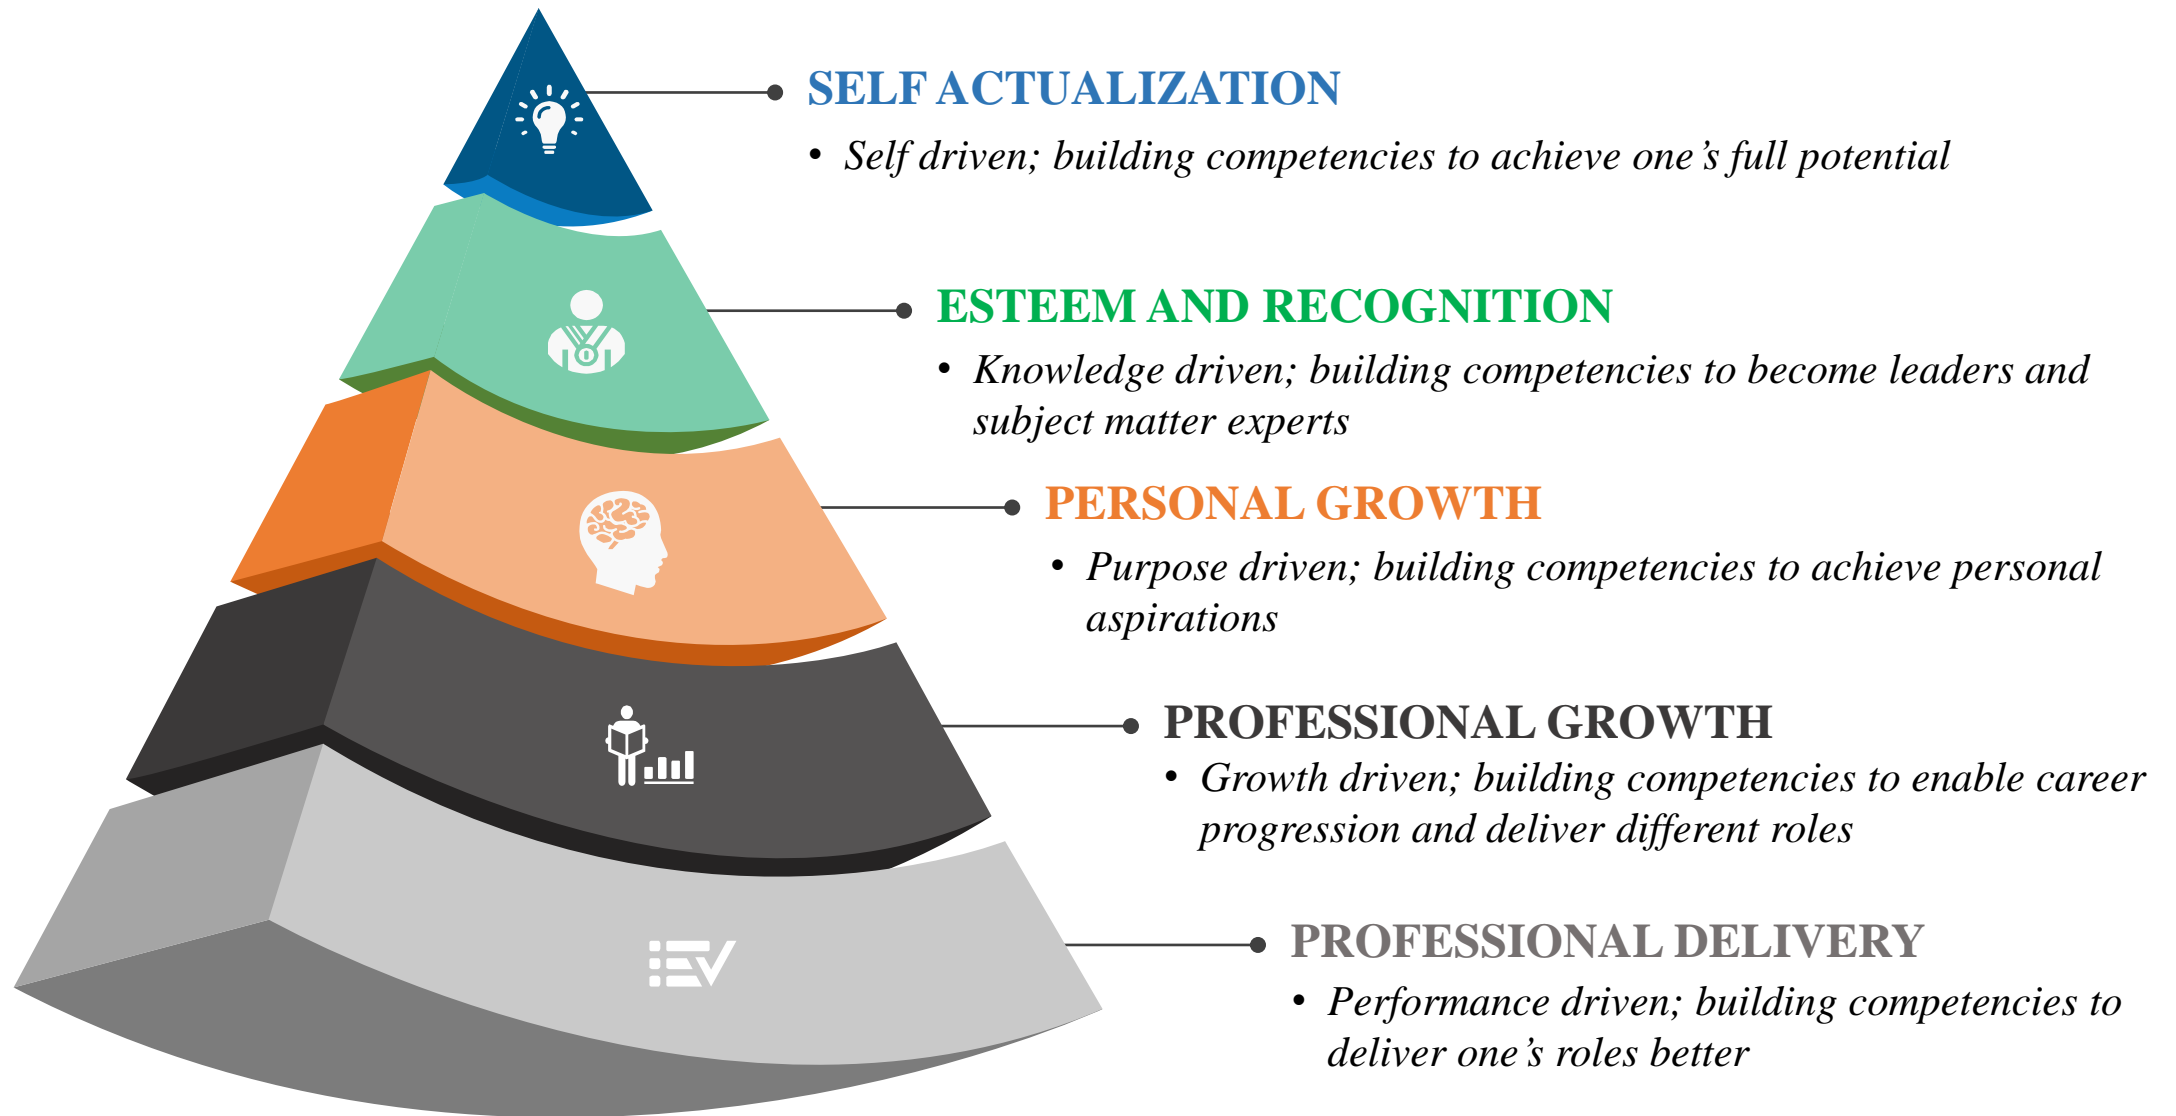 SELF ACTUALIZATION
• Self driven; building competencies to achieve one’s full potential
ESTEEM AND RECOGNITION
• Knowledge driven; building competencies to become leaders and
subject matter experts
PERSONAL GROWTH
• Purpose driven; building competencies to achieve personal
aspirations
PROFESSIONAL GROWTH
• Growth driven; building competencies to enable career
progression and deliver different roles
PROFESSIONAL DELIVERY
• Performance driven; building competencies to
deliver one’s roles better